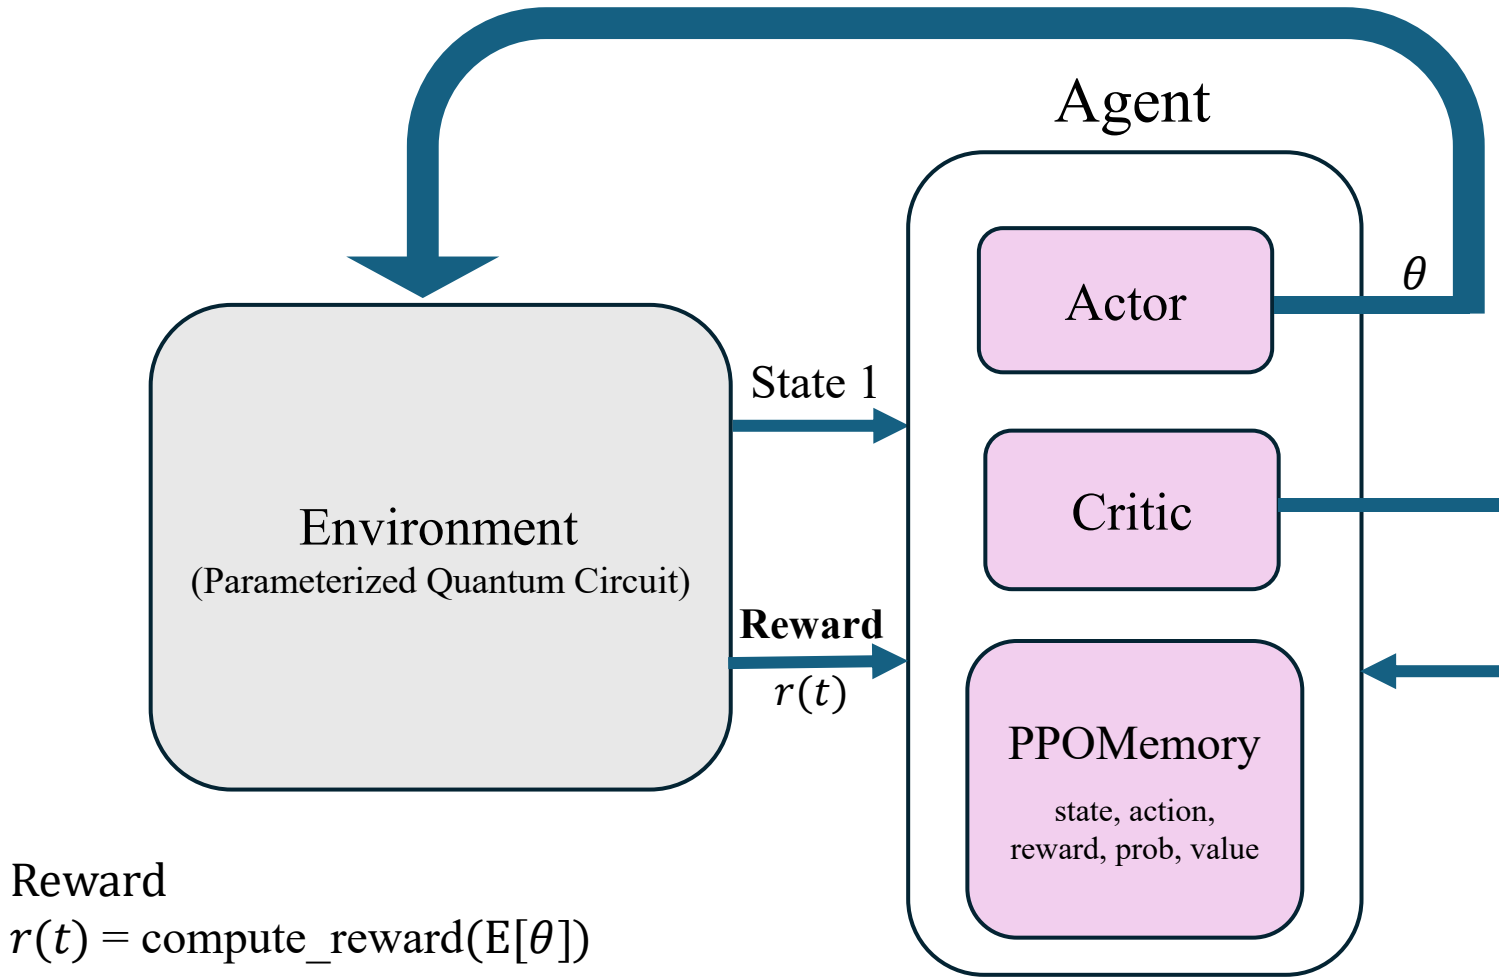 Agent
Actor
θ
State 1
Critic
Environment
(Parameterized Quantum Circuit)
Reward
r(t)
PPOMemory
state, action,
reward, prob, value
Reward
r(t) = compute_reward(E[θ])